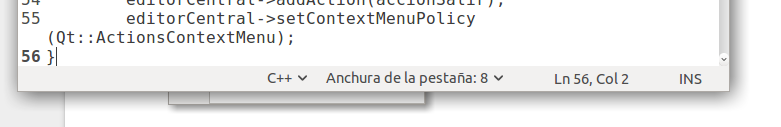 54 editorCentral->addAction(accionSalir);
55 editorCentral->setContextMenuPolicy
(Qt::ActionsContextMenu);
56 }
C++ Anchura de la pestaña: 8 Ln 56, Col 2 INS